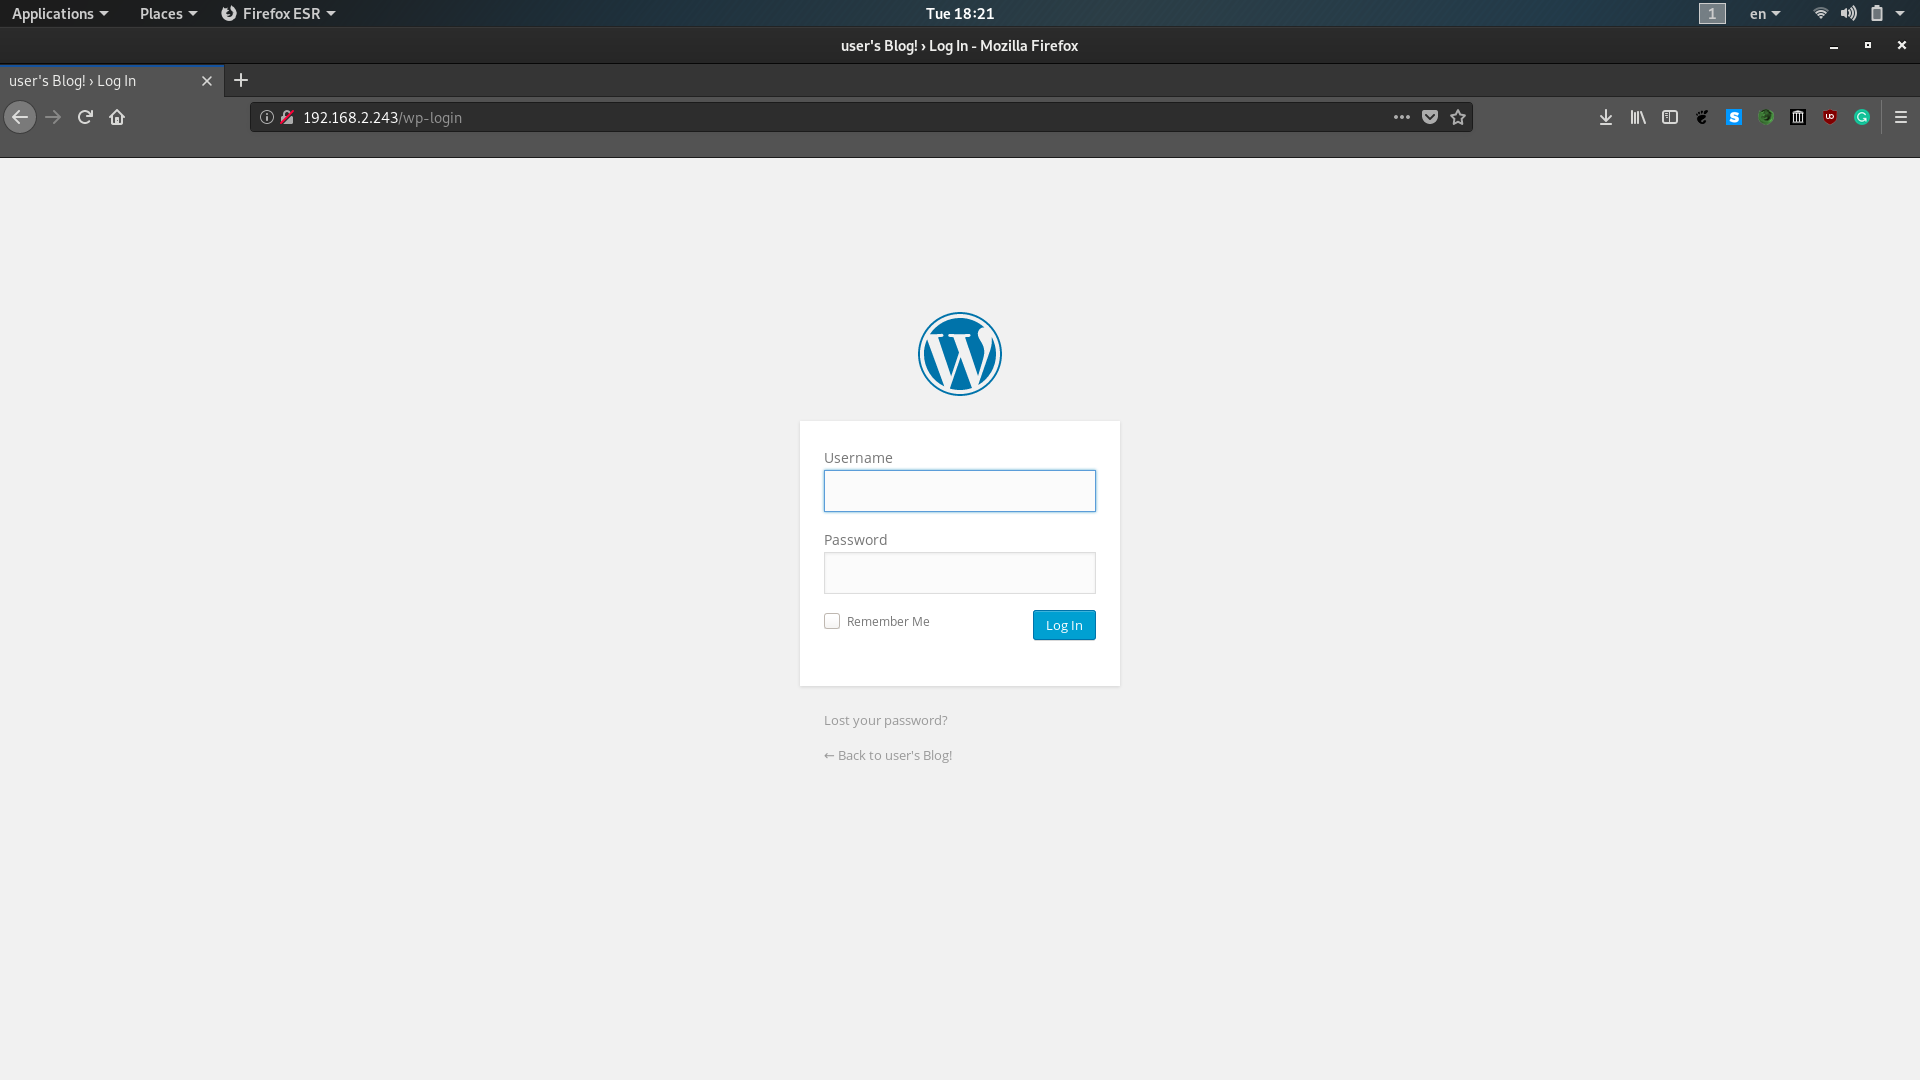 Applications Places Firefox ESR Tue 18:21 1 en
user's Blog! › Log In - Mozilla Firefox
user's Blog! › Log In
192.168.2.243/wp-login
Username
Password
Remember Me Log In
Lost your password?
← Back to user's Blog!